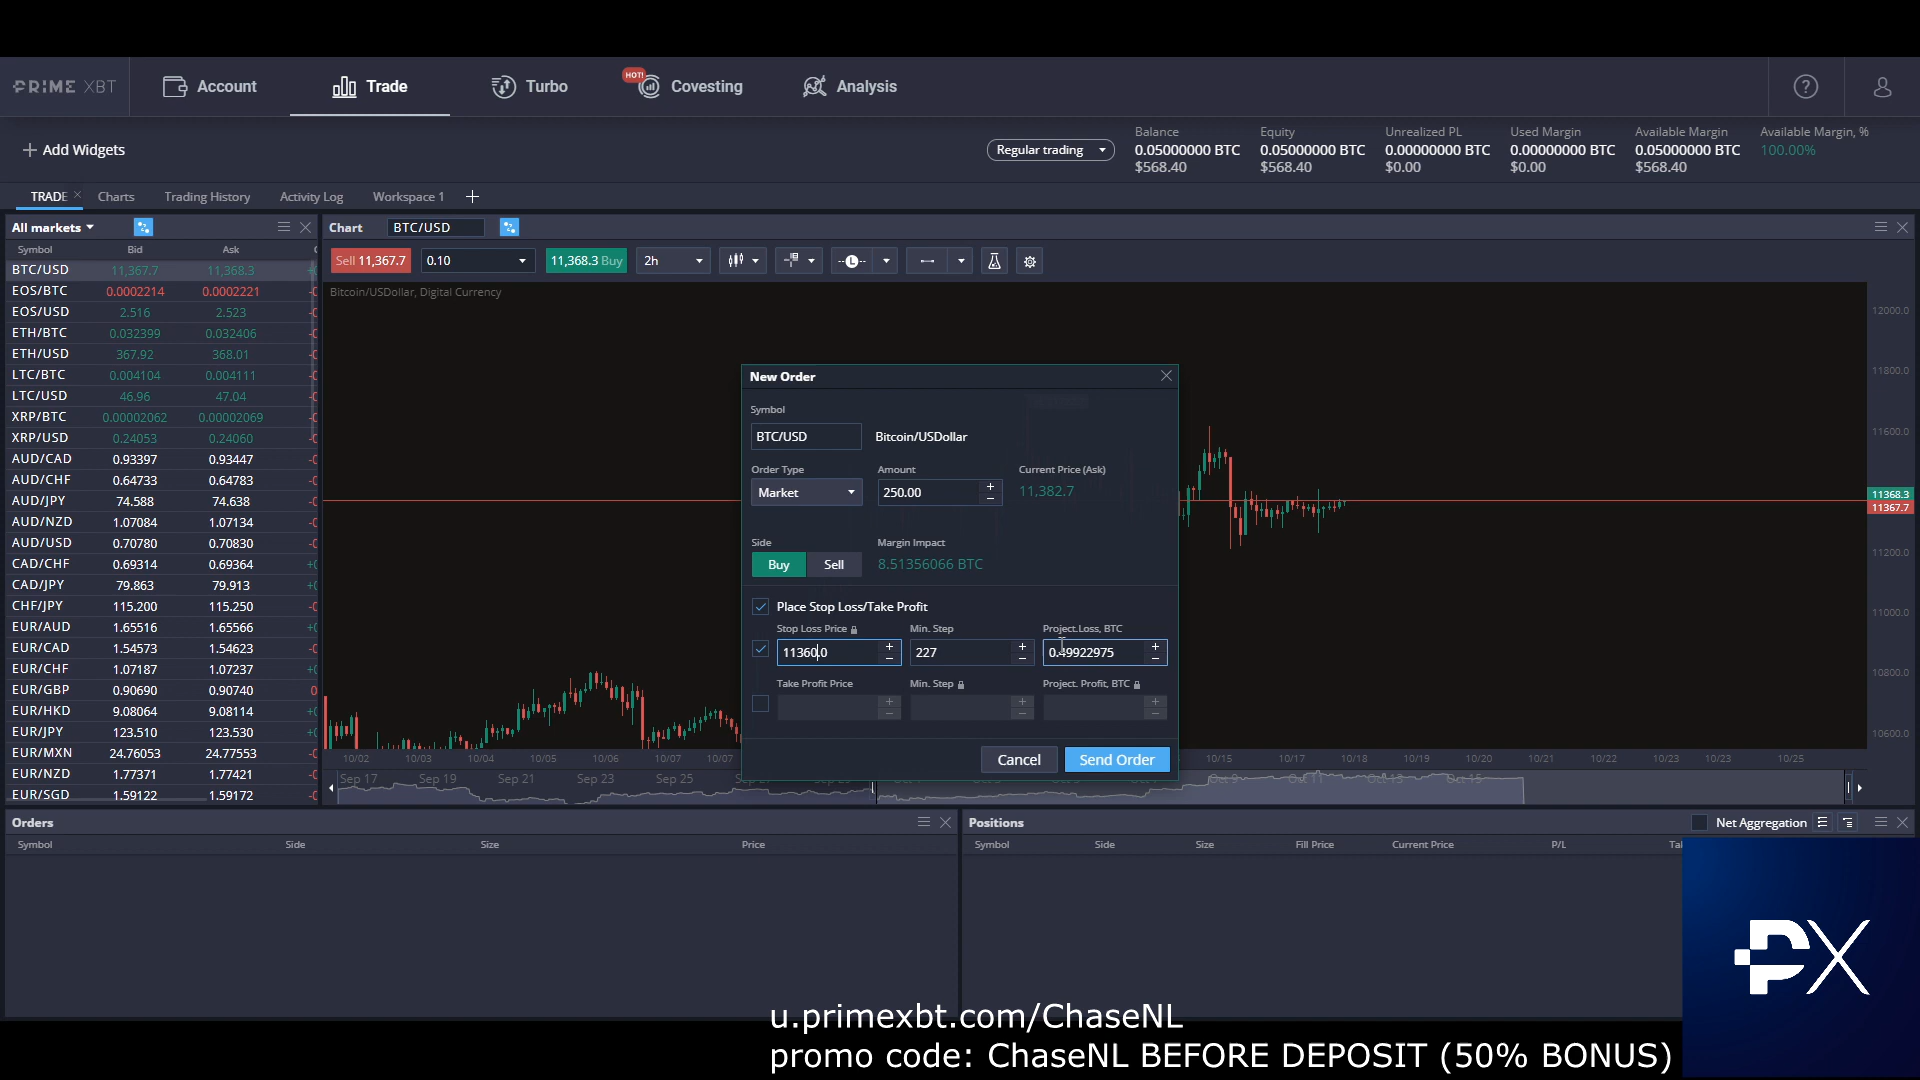 PRIME XBT
Account
Trade
Turbo
HOT!
Covesting
Analysis
Add Widgets
Regular trading
Balance
0.05000000 BTC
$568.40
Equity
0.05000000 BTC
$568.40
Unrealized PL
0.00000000 BTC
$0.00
Used Margin
0.00000000 BTC
$0.00
Available Margin
0.05000000 BTC
$568.40
Available Margin, %
100.00%
TRADE Charts Trading History Activity Log Workspace 1
All markets
Symbol Bid Ask
BTC/USD 11,367.7 11,368.3
EOS/BTC 0.0002214 0.0002221
EOS/USD 2.516 2.523
ETH/BTC 0.032399 0.032406
ETH/USD 367.92 368.01
LTC/BTC 0.004104 0.004111
LTC/USD 46.96 47.04
XRP/BTC 0.00002062 0.00002069
XRP/USD 0.24053 0.24060
AUD/CAD 0.93397 0.93447
AUD/CHF 0.64733 0.64783
AUD/JPY 74.588 74.638
AUD/NZD 1.07084 1.07134
AUD/USD 0.70780 0.70830
CAD/CHF 0.69314 0.69364
CAD/JPY 79.863 79.913
CHF/JPY 115.200 115.250
EUR/AUD 1.65516 1.65566
EUR/CAD 1.54573 1.54623
EUR/CHF 1.07187 1.07237
EUR/GBP 0.90690 0.90740
EUR/HKD 9.08064 9.08114
EUR/JPY 123.510 123.530
EUR/MXN 24.76053 24.77553
EUR/NZD 1.77371 1.77421
EUR/SGD 1.59122 1.59172
Chart BTC/USD
Sell 11,367.7 0.10 11,368.3 Buy 2h
Bitcoin/USDollar, Digital Currency
12000.0
11800.0
11600.0
11368.3
11367.7
11200.0
11000.0
10800.0
10600.0
New Order
Symbol
BTC/USD Bitcoin/USDollar
Order Type Amount Current Price (Ask)
Market 250.00 11,382.7
Side Margin Impact
Buy Sell 8.51356066 BTC
Place Stop Loss/Take Profit
Stop Loss Price Min. Step Project.Loss, BTC
11360.0 227 0.49922975
Take Profit Price Min. Step Project. Profit, BTC
Cancel Send Order
10/02 10/03 10/04 10/05 10/06 10/07 10/07 10/15 10/17 10/18 10/19 10/20 10/21 10/22 10/23 10/23 10/25
Sep 17 Sep 19 Sep 21 Sep 23 Sep 25
Orders
Symbol Side Size Price
Positions Net Aggregation
Symbol Side Size Fill Price Current Price P/L
PX
u.primexbt.com/ChaseNL
promo code: ChaseNL BEFORE DEPOSIT (50% BONUS)